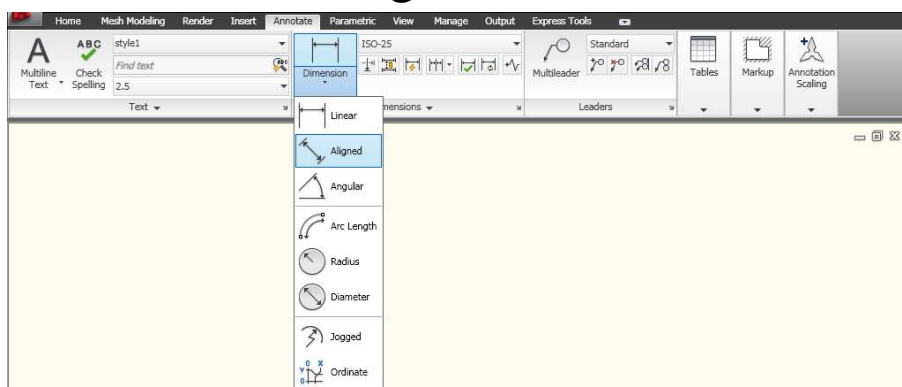 Home Mesh Modeling Render Insert Annotate Parametric View Manage Output Express Tools
ABC style1 ISO-25 Standard
Find text
Multiline Text Check Spelling Dimension Multileader Tables Markup Annotation Scaling
2.5
Text mensions Leaders
Linear
Aligned
Angular
Arc Length
Radius
Diameter
Jogged
Ordinate